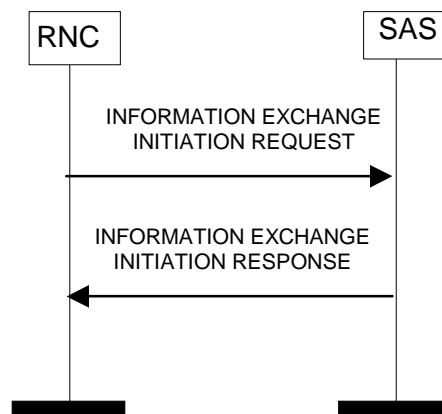 RNC
SAS
INFORMATION EXCHANGE
INITIATION REQUEST
INFORMATION EXCHANGE
INITIATION RESPONSE